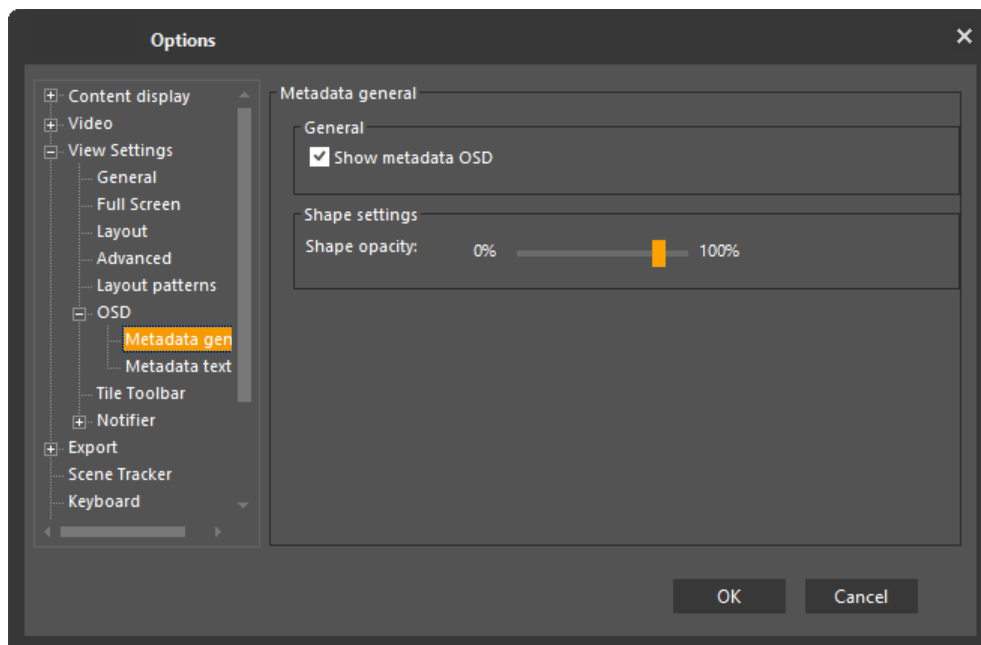 Options
Content display
Video
View Settings
General
Full Screen
Layout
Advanced
Layout patterns
OSD
Metadata gen
Metadata text
Tile Toolbar
Notifier
Export
Scene Tracker
Keyboard
Metadata general
General
Show metadata OSD
Shape settings
Shape opacity: 0% 100%
OK Cancel